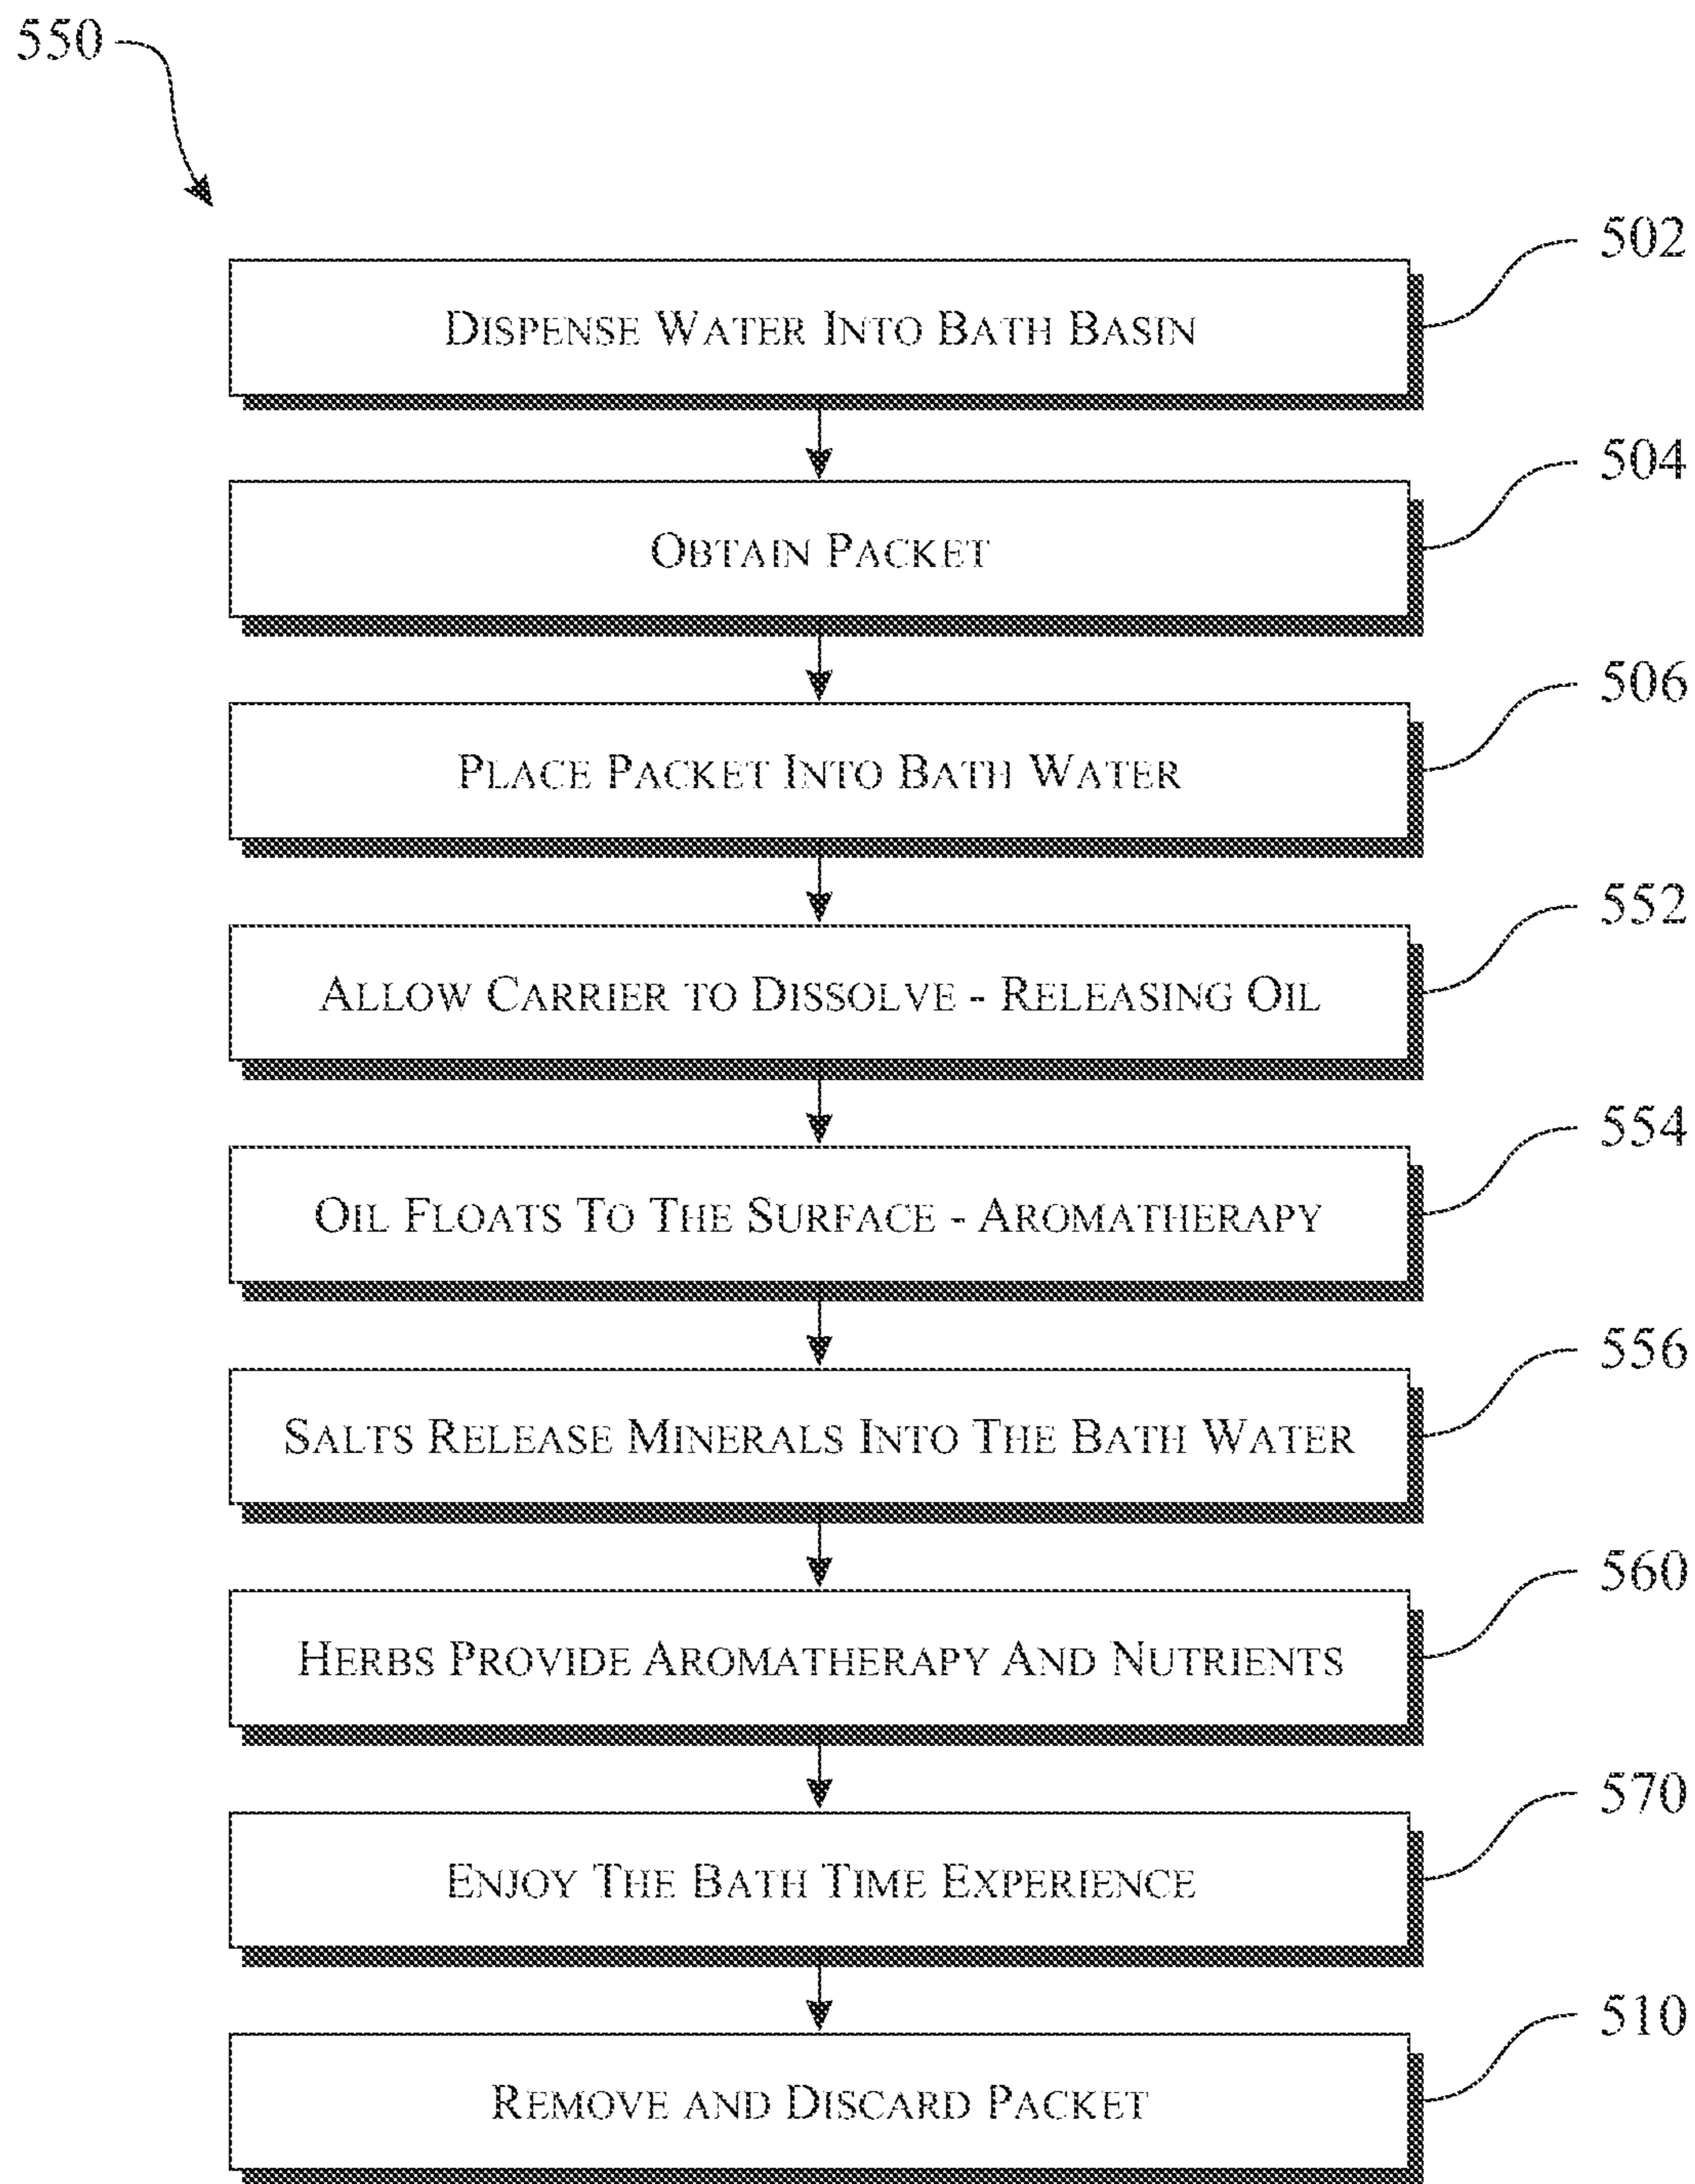 550
502
DISPENSE WATER INTO BATH BASIN
504
OBTAIN PACKET
506
PLACE PACKET INTO BATH WATER
552
ALLOW CARRIER TO DISSOLVE - RELEASING OIL
554
OIL FLOATS TO THE SURFACE - AROMATHERAPY
556
SALTS RELEASE MINERALS INTO THE BATH WATER
560
HERBS PROVIDE AROMATHERAPY AND NUTRIENTS
570
ENJOY THE BATH TIME EXPERIENCE
510
REMOVE AND DISCARD PACKET